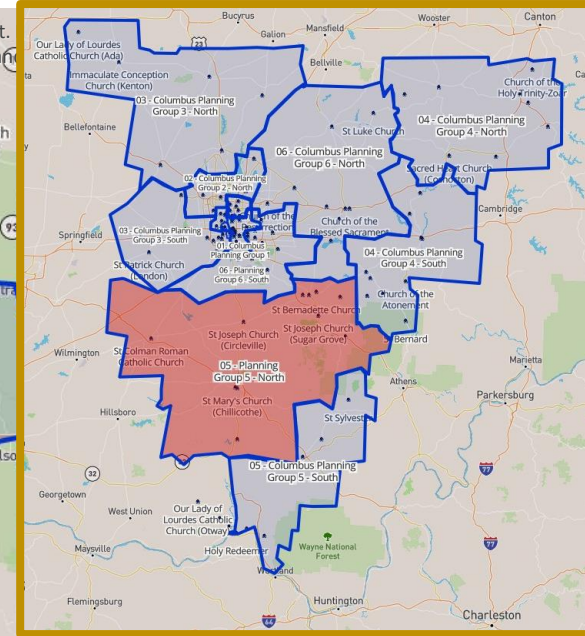 Bucyrus
Wooster
Canton
Galion
Mansfield
Our Lady of Lourdes
Catholic Church (Ada)
23
Bellville
Immaculate Conception
Church (Kenton)
Church of the
Holy Trinity-Zoar
03 - Columbus Planning
Group 3 - North
04 - Columbus Planning
Group 4 - North
Bellefontaine
St Luke Church
06 - Columbus Planning
Group 6 - North
Sacred Heart Church
(Coshocton)
02 - Columbus Planning
Group 2 - North
Cambridge
93
Springfield
03 - Columbus Planning
Group 3 - South
Church of the
Blessed Sacrament
01 Columbus
Planning Group 1
04 - Columbus Planning
Group 4 - South
St Patrick Church
(London)
06 - Planning
Group 6 - South
Church of the
Atonement
St Bernadette Church
St Joseph Church
(Circleville)
St Joseph Church
(Sugar Grove)
Bernard
Wilmington
St Colman Roman
Catholic Church
Marietta
05 - Planning
Group 5 - North
Athens
Parkersburg
Hillsboro
St Mary's Church
(Chillicothe)
St Sylvest
05 - Columbus Planning
Group 5 - South
77
32
Georgetown
West Union
Our Lady of
Lourdes Catholic
Church (Otway)
Holy Redeemer
Wayne National
Forest
77
Maysville
Flemingsburg
Huntington
64
Charleston